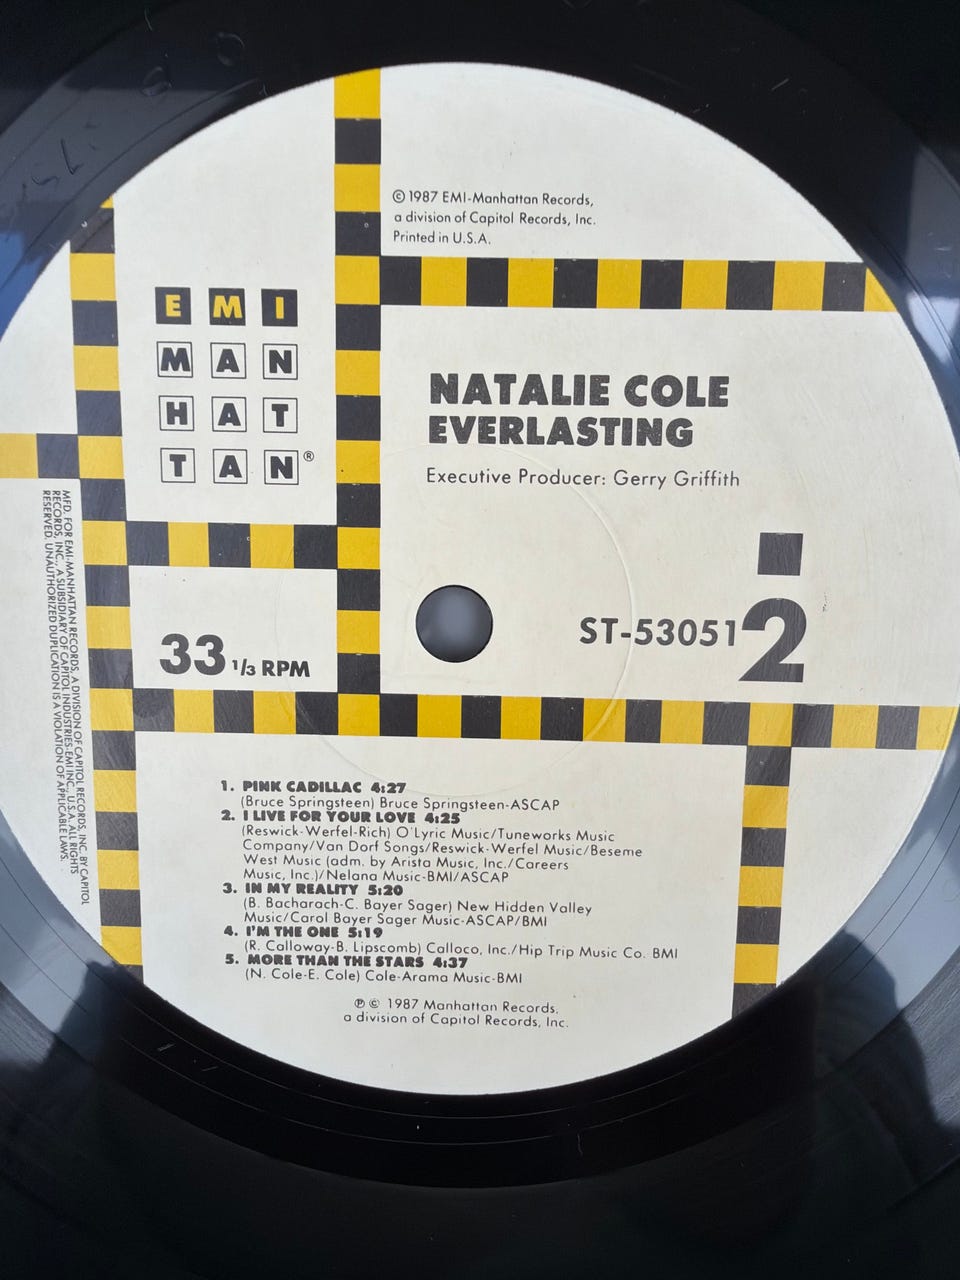 ©1987 EMI-Manhattan Records,
a division of Capitol Records, Inc.
Printed in U.S.A.
EMI
MAN
HAT
TAN®
NATALIE COLE
EVERLASTING
Executive Producer: Gerry Griffith
33 1/3 RPM
ST-53051
2
MFD. FOR EMI-MANHATTAN RECORDS, A DIVISION OF CAPITOL RECORDS, INC. BY CAPITOL
RECORDS, INC., A SUBSIDIARY OF CAPITOL INDUSTRIES-EMI INC., U.S.A. ALL RIGHTS
RESERVED. UNAUTHORIZED DUPLICATION IS A VIOLATION OF APPLICABLE LAWS.
1. PINK CADILLAC 4:27
(Bruce Springsteen) Bruce Springsteen-ASCAP
2. I LIVE FOR YOUR LOVE 4:25
(Reswick-Werfel-Rich) O'Lyric Music/Tuneworks Music
Company/Van Dorf Songs/Reswick-Werfel Music/Beseme
West Music (adm. by Arista Music, Inc./Careers
Music, Inc.)/Nelana Music-BMI/ASCAP
3. IN MY REALITY 5:20
(B. Bacharach-C. Bayer Sager) New Hidden Valley
Music/Carol Bayer Sager Music-ASCAP/BMI
4. I'M THE ONE 5:19
(R. Calloway-B. Lipscomb) Calloco, Inc./Hip Trip Music Co. BMI
5. MORE THAN THE STARS 4:37
(N. Cole-E. Cole) Cole-Arama Music-BMI
℗ © 1987 Manhattan Records,
a division of Capitol Records, Inc.